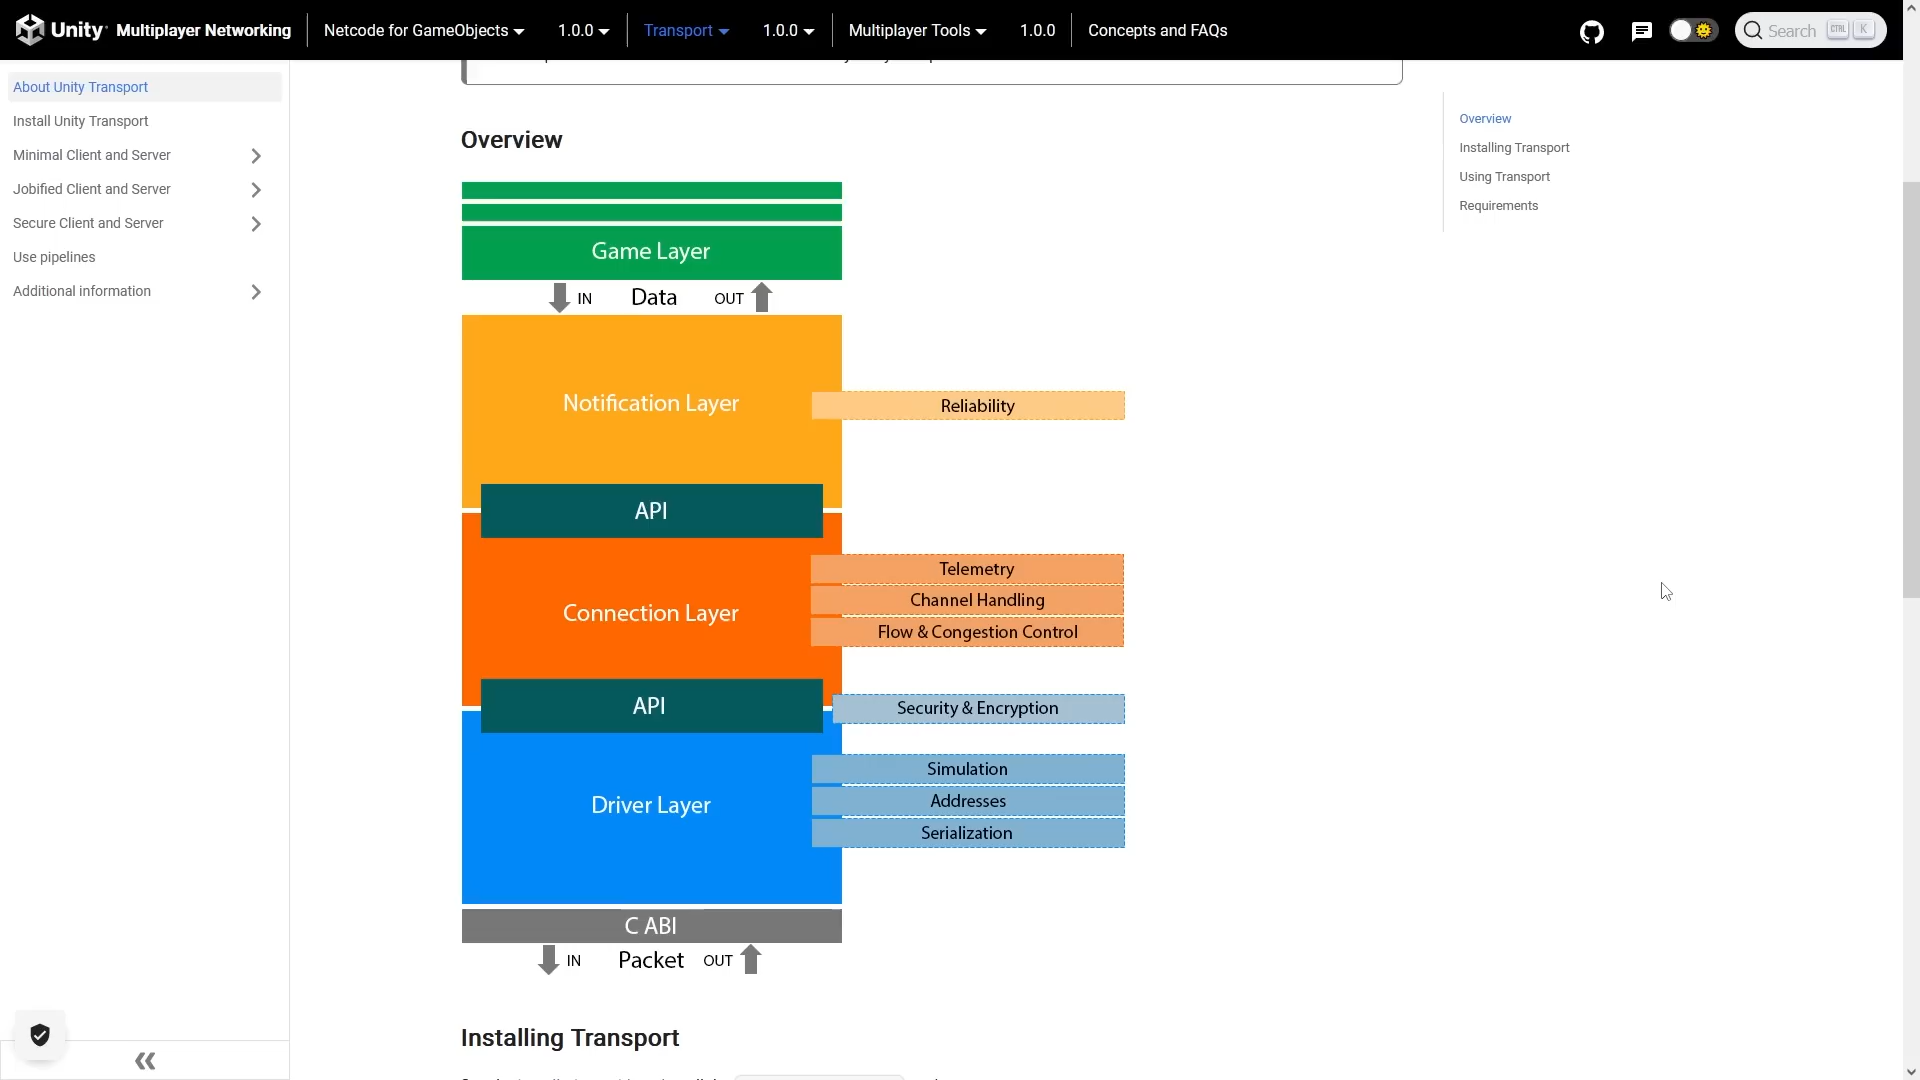 Unity Multiplayer Networking
Netcode for GameObjects
1.0.0
Transport
1.0.0
Multiplayer Tools
1.0.0
Concepts and FAQs
Search CTRL K
About Unity Transport
Install Unity Transport
Minimal Client and Server
Jobified Client and Server
Secure Client and Server
Use pipelines
Additional information
Overview
Game Layer
IN Data OUT
Notification Layer
Reliability
API
Telemetry
Channel Handling
Connection Layer
Flow & Congestion Control
API
Security & Encryption
Simulation
Driver Layer
Addresses
Serialization
C ABI
IN Packet OUT
Installing Transport
Overview
Installing Transport
Using Transport
Requirements